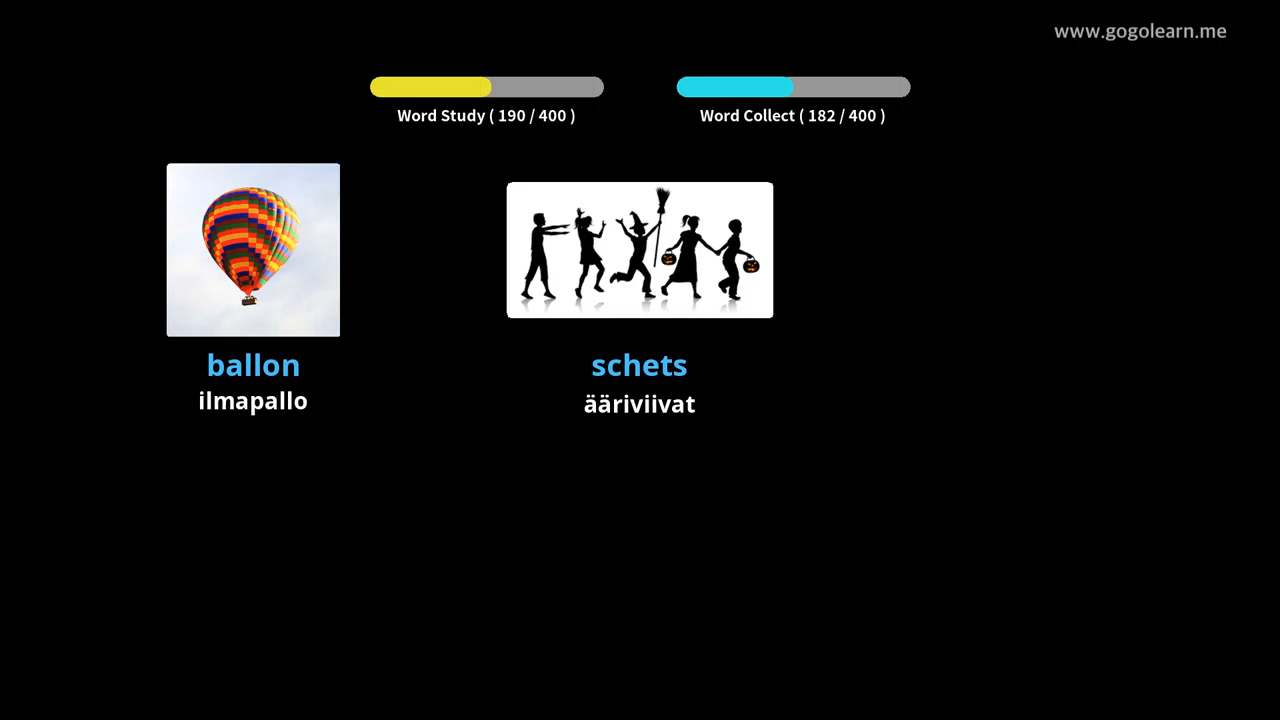 www.gogolearn.me
Word Study ( 190 / 400 )
Word Collect ( 182 / 400 )
ballon
ilmapallo
schets
ääriviivat